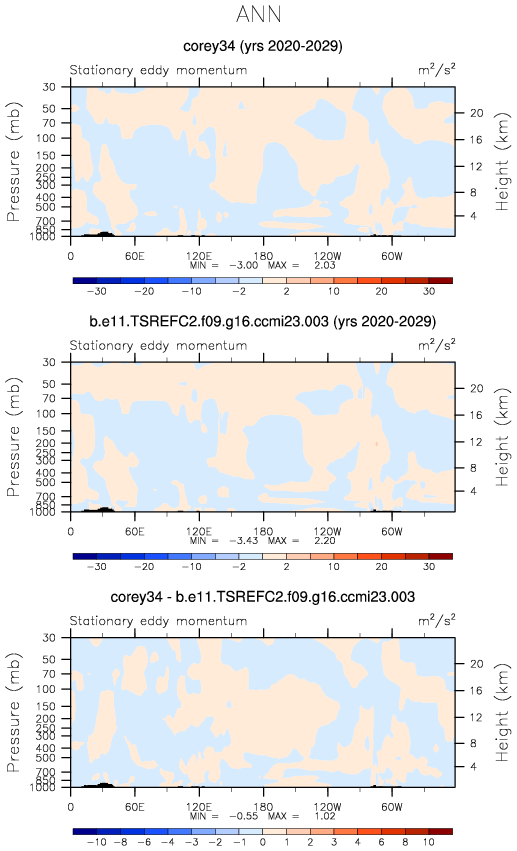 ANN
corey34 (yrs 2020-2029)
Stationary eddy momentum m²/s²
Pressure (mb)
30
50
70
100
150
200
250
300
400
500
700
850
1000
20
16
12
8
4
Height (km)
0 60E 120E 180 120W 60W
MIN = -3.00 MAX = 2.03
-30 -20 -10 -2 2 10 20 30
b.e11.TSREFC2.f09.g16.ccmi23.003 (yrs 2020-2029)
Stationary eddy momentum m²/s²
Pressure (mb)
30
50
70
100
150
200
250
300
400
500
700
850
1000
20
16
12
8
4
Height (km)
0 60E 120E 180 120W 60W
MIN = -3.43 MAX = 2.20
-30 -20 -10 -2 2 10 20 30
corey34 - b.e11.TSREFC2.f09.g16.ccmi23.003
Stationary eddy momentum m²/s²
Pressure (mb)
30
50
70
100
150
200
250
300
400
500
700
850
1000
20
16
12
8
4
Height (km)
0 60E 120E 180 120W 60W
MIN = -0.55 MAX = 1.02
-10 -8 -6 -4 -3 -2 -1 0 1 2 3 4 6 8 10